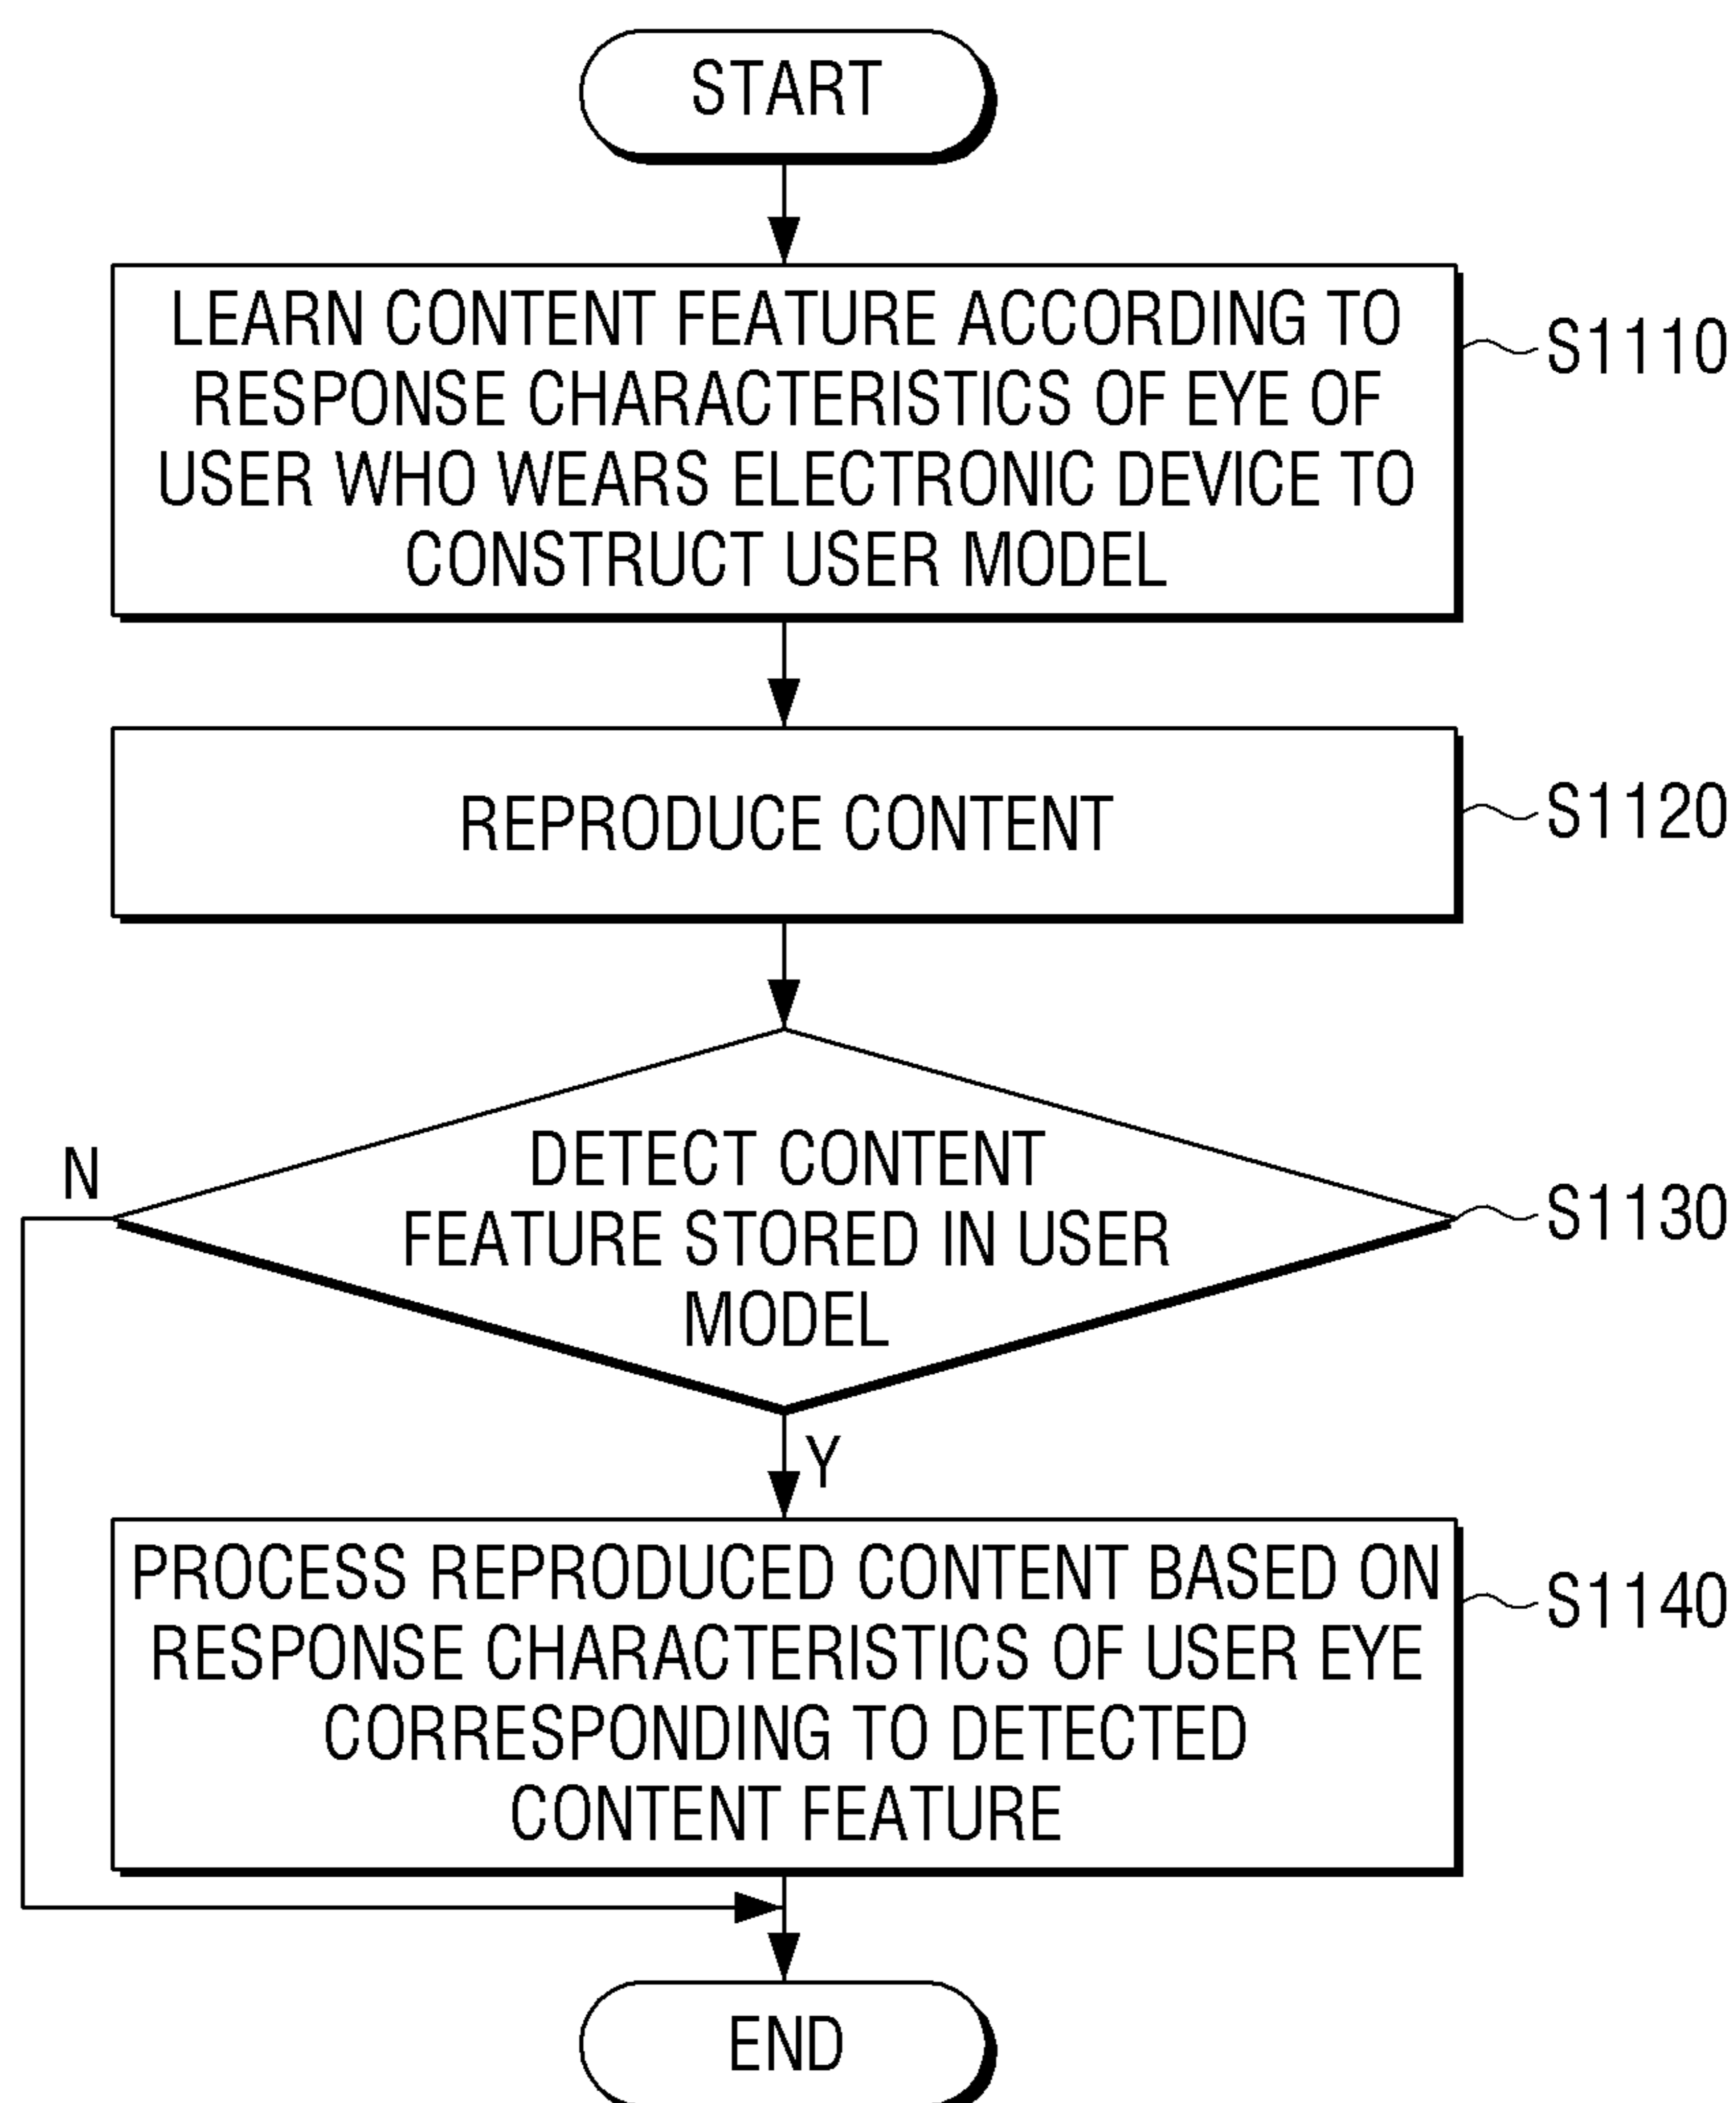 START
LEARN CONTENT FEATURE ACCORDING TO
RESPONSE CHARACTERISTICS OF EYE OF
USER WHO WEARS ELECTRONIC DEVICE TO
CONSTRUCT USER MODEL
S1110
REPRODUCE CONTENT
S1120
DETECT CONTENT
FEATURE STORED IN USER
MODEL
S1130
N
Y
PROCESS REPRODUCED CONTENT BASED ON
RESPONSE CHARACTERISTICS OF USER EYE
CORRESPONDING TO DETECTED
CONTENT FEATURE
S1140
END